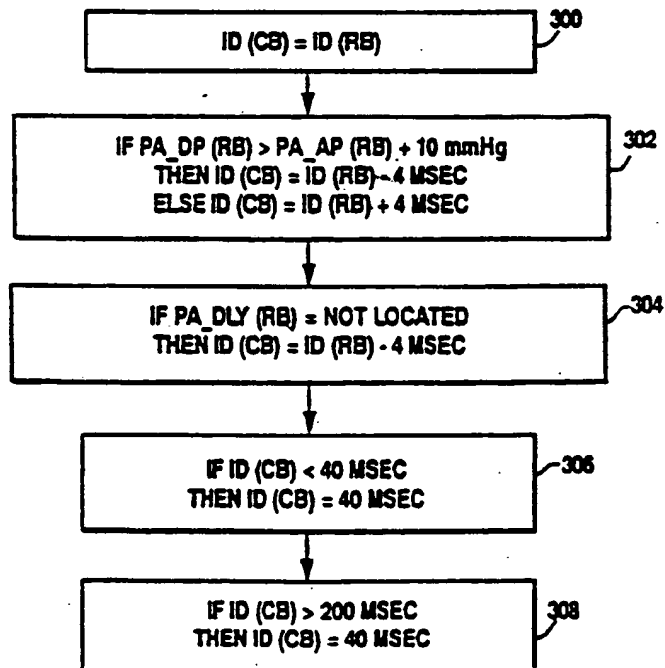 300
ID (CB) = ID (RB)
302
IF PA_DP (RB) > PA_AP (RB) + 10 mmHg
THEN ID (CB) = ID (RB) - 4 MSEC
ELSE ID (CB) = ID (RB) + 4 MSEC
304
IF PA_DLY (RB) = NOT LOCATED
THEN ID (CB) = ID (RB) - 4 MSEC
306
IF ID (CB) < 40 MSEC
THEN ID (CB) = 40 MSEC
308
IF ID (CB) > 200 MSEC
THEN ID (CB) = 40 MSEC